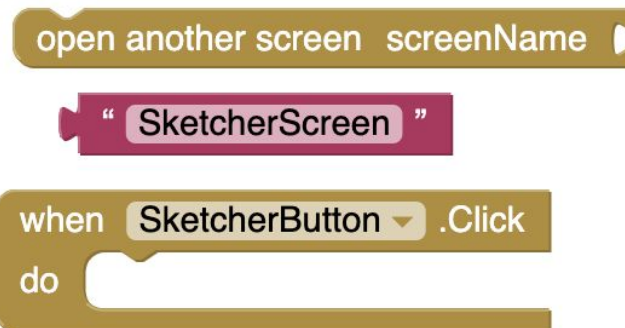 open another screen screenName
“ SketcherScreen ”
when SketcherButton .Click
do